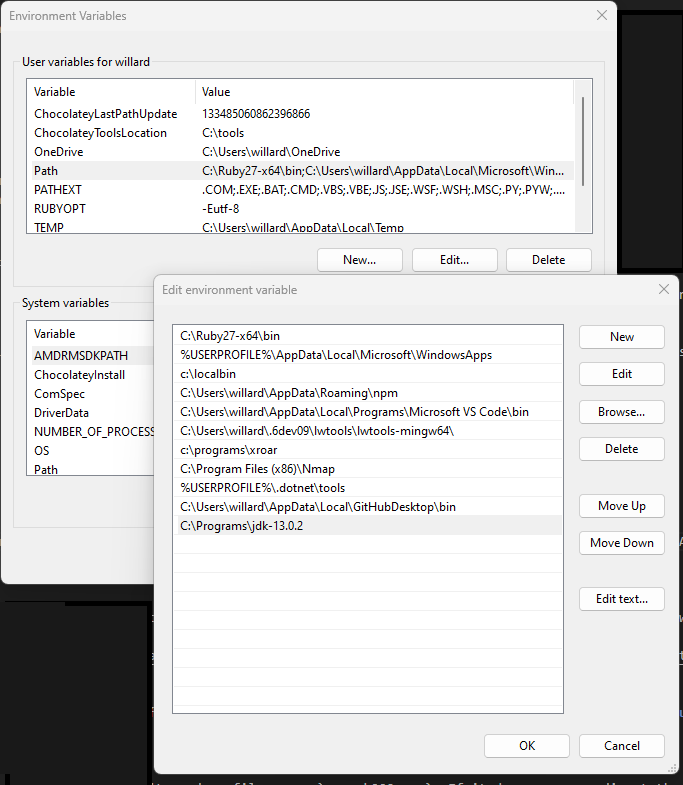 Environment Variables
User variables for willard
Variable Value
ChocolateyLastPathUpdate 133485060862396866
ChocolateyToolsLocation C:\tools
OneDrive C:\Users\willard\OneDrive
Path C:\Ruby27-x64\bin;C:\Users\willard\AppData\Local\Microsoft\Win...
PATHEXT .COM;.EXE;.BAT;.CMD;.VBS;.VBE;.JS;.JSE;.WSF;.WSH;.MSC;.PY;.PYW;....
RUBYOPT -Eutf-8
TEMP C:\Users\willard\AppData\Local\Temp
New... Edit... Delete
System variables
Variable
AMDRMSDKPATH
ChocolateyInstall
ComSpec
DriverData
NUMBER_OF_PROCESS
OS
Path
Edit environment variable
C:\Ruby27-x64\bin
%USERPROFILE%\AppData\Local\Microsoft\WindowsApps
c:\localbin
C:\Users\willard\AppData\Roaming\npm
C:\Users\willard\AppData\Local\Programs\Microsoft VS Code\bin
C:\Users\willard\.6dev09\lwtools\lwtools-mingw64\
c:\programs\xroar
C:\Program Files (x86)\Nmap
%USERPROFILE%\.dotnet\tools
C:\Users\willard\AppData\Local\GitHubDesktop\bin
C:\Programs\jdk-13.0.2
New
Edit
Browse...
Delete
Move Up
Move Down
Edit text...
OK Cancel